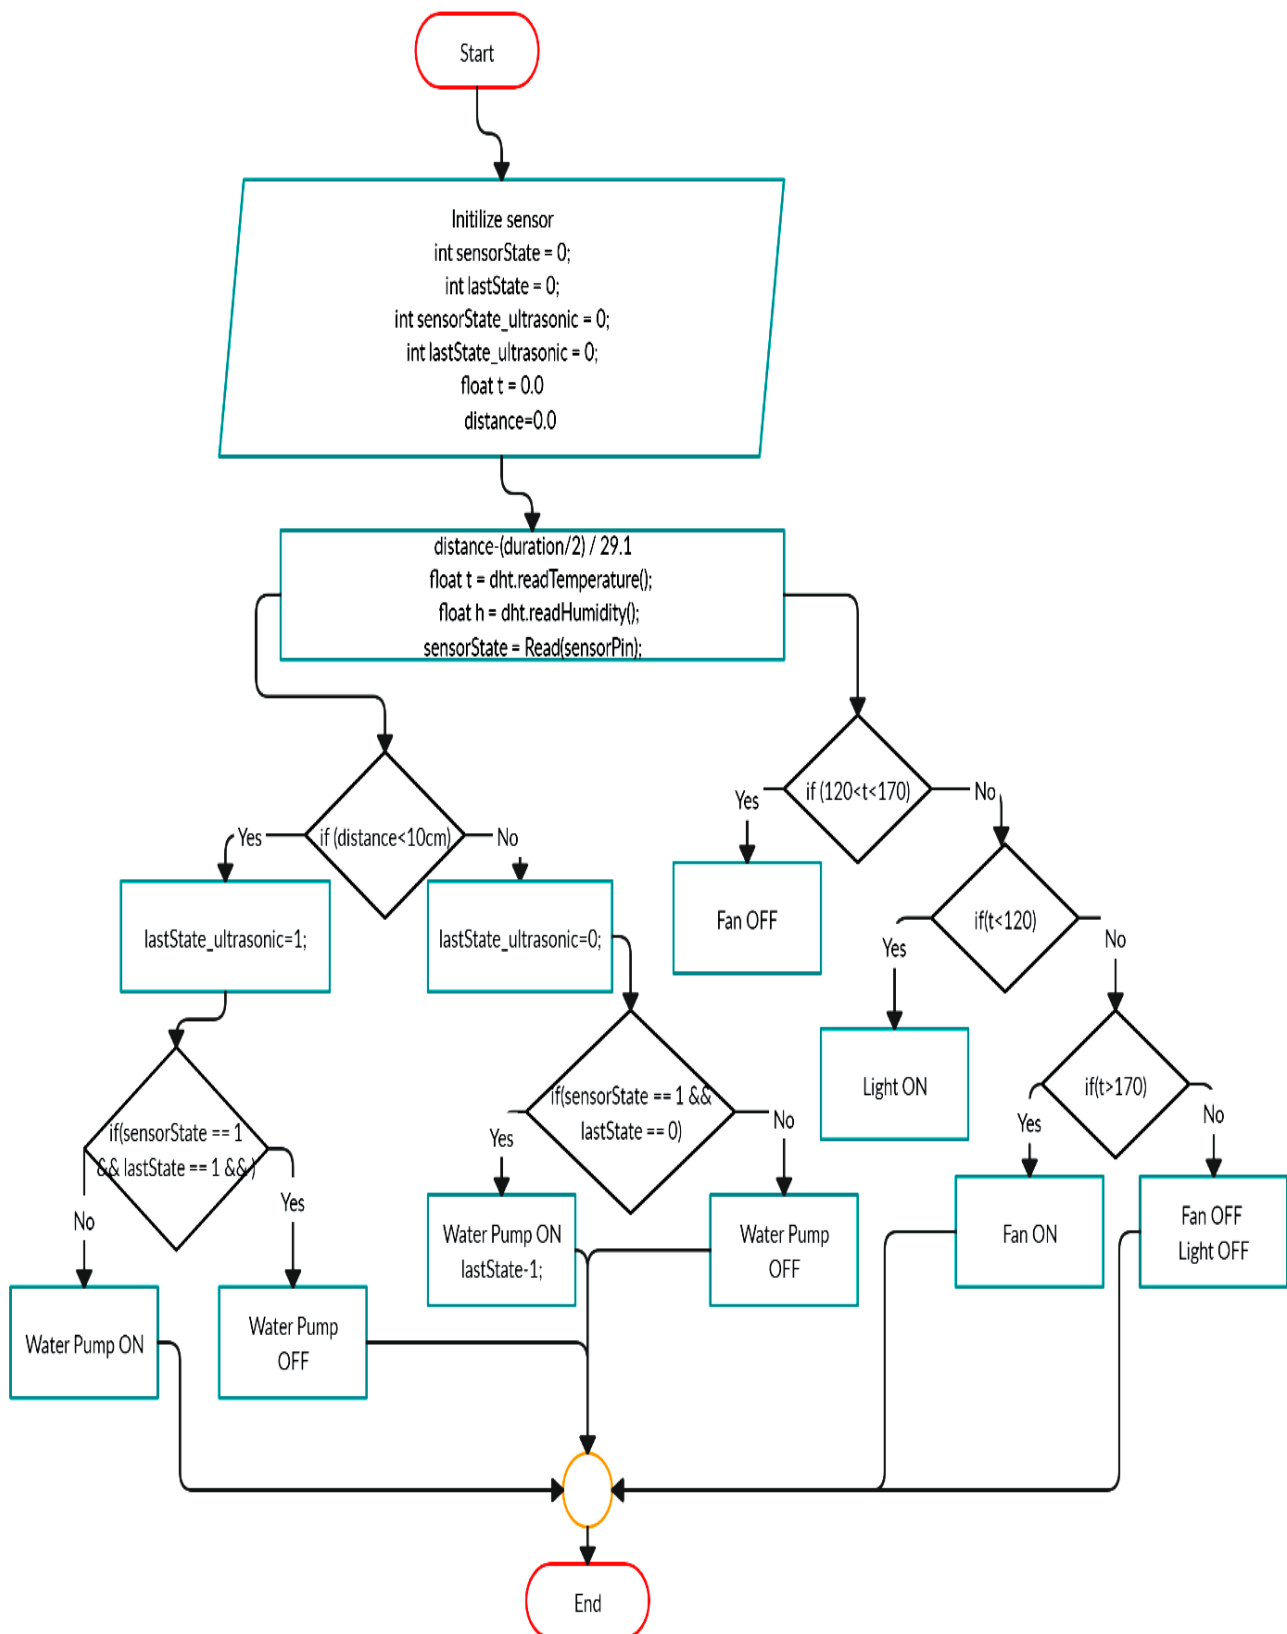 Start
Initilize sensor
int sensorState = 0;
int lastState = 0;
int sensorState_ultrasonic = 0;
int lastState_ultrasonic = 0;
float t = 0.0
distance=0.0
distance-(duration/2) / 29.1
float t = dht.readTemperature();
float h = dht.readHumidity();
sensorState = Read(sensorPin);
if (120<t<170)
Yes
No
if (distance<10cm)
Yes
No
Fan OFF
if(t<120)
Yes
No
lastState_ultrasonic=1;
lastState_ultrasonic=0;
Light ON
if(t>170)
Yes
No
if(sensorState == 1 &&
lastState == 0)
Yes
No
if(sensorState == 1
&& lastState == 1 && )
No
Yes
Water Pump ON
lastState-1;
Water Pump
OFF
Fan ON
Fan OFF
Light OFF
Water Pump ON
Water Pump
OFF
End